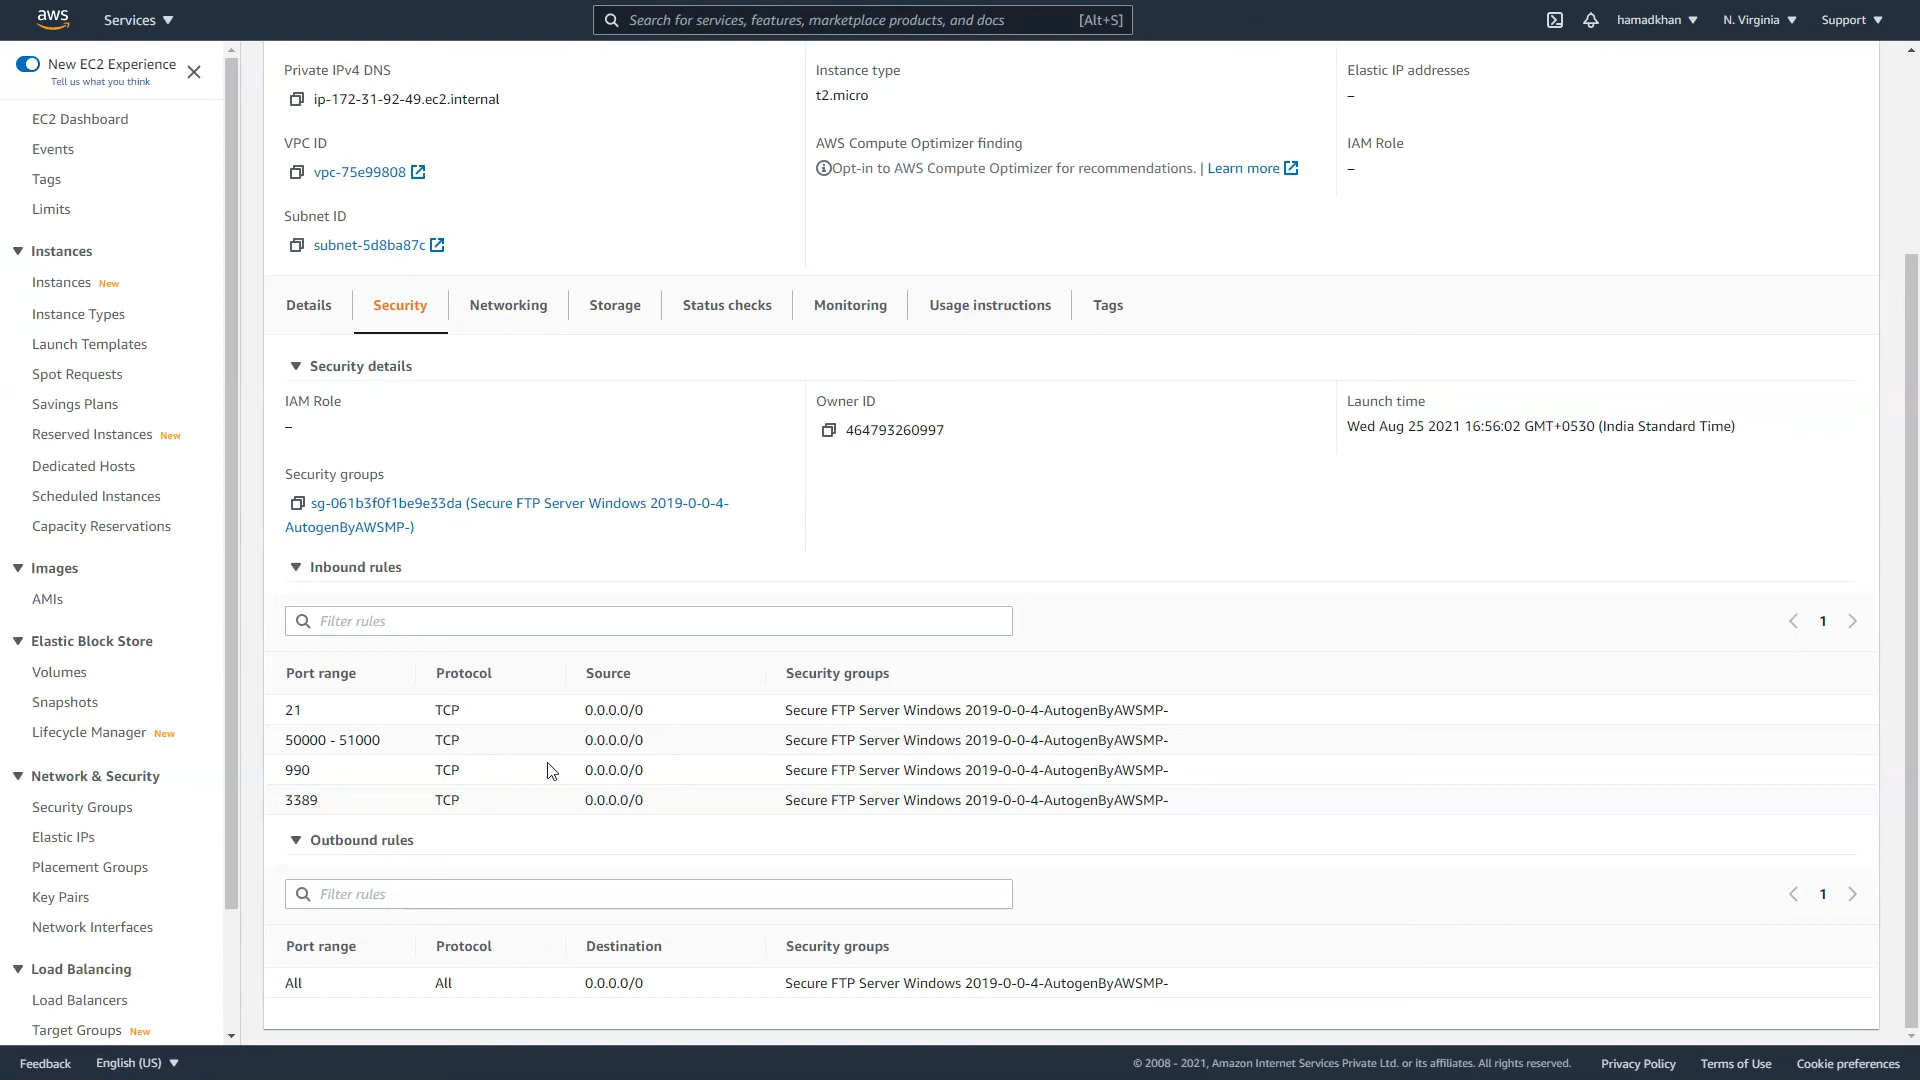 aws
Services
Search for services, features, marketplace products, and docs
[Alt+S]
hamadkhan
N. Virginia
Support
New EC2 Experience
Tell us what you think
EC2 Dashboard
Events
Tags
Limits
Instances
Instances New
Instance Types
Launch Templates
Spot Requests
Savings Plans
Reserved Instances New
Dedicated Hosts
Scheduled Instances
Capacity Reservations
Images
AMIs
Elastic Block Store
Volumes
Snapshots
Lifecycle Manager New
Network & Security
Security Groups
Elastic IPs
Placement Groups
Key Pairs
Network Interfaces
Load Balancing
Load Balancers
Target Groups New
Private IPv4 DNS
ip-172-31-92-49.ec2.internal
Instance type
t2.micro
Elastic IP addresses
–
VPC ID
vpc-75e99808
AWS Compute Optimizer finding
Opt-in to AWS Compute Optimizer for recommendations. | Learn more
IAM Role
–
Subnet ID
subnet-5d8ba87c
Details
Security
Networking
Storage
Status checks
Monitoring
Usage instructions
Tags
Security details
IAM Role
–
Owner ID
464793260997
Launch time
Wed Aug 25 2021 16:56:02 GMT+0530 (India Standard Time)
Security groups
sg-061b3f0f1be9e33da (Secure FTP Server Windows 2019-0-0-4-
AutogenByAWSMP-)
Inbound rules
Filter rules
1
Port range Protocol Source Security groups
21 TCP 0.0.0.0/0 Secure FTP Server Windows 2019-0-0-4-AutogenByAWSMP-
50000 - 51000 TCP 0.0.0.0/0 Secure FTP Server Windows 2019-0-0-4-AutogenByAWSMP-
990 TCP 0.0.0.0/0 Secure FTP Server Windows 2019-0-0-4-AutogenByAWSMP-
3389 TCP 0.0.0.0/0 Secure FTP Server Windows 2019-0-0-4-AutogenByAWSMP-
Outbound rules
Filter rules
1
Port range Protocol Destination Security groups
All All 0.0.0.0/0 Secure FTP Server Windows 2019-0-0-4-AutogenByAWSMP-
Feedback
English (US)
© 2008 - 2021, Amazon Internet Services Private Ltd. or its affiliates. All rights reserved.
Privacy Policy
Terms of Use
Cookie preferences